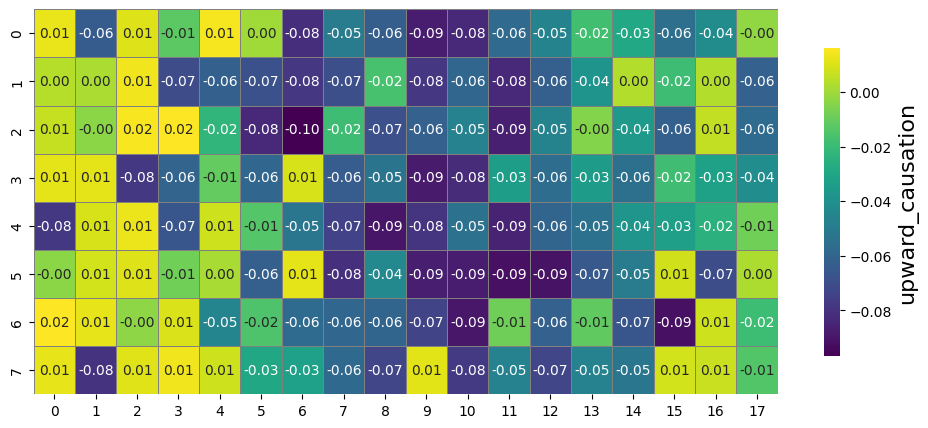 0 0.01 -0.06 0.01 -0.01 0.01 0.00 -0.08 -0.05 -0.06 -0.09 -0.08 -0.06 -0.05 -0.02 -0.03 -0.06 -0.04 -0.00
1 0.00 0.00 0.01 -0.07 -0.06 -0.07 -0.08 -0.07 -0.02 -0.08 -0.06 -0.08 -0.06 -0.04 0.00 -0.02 0.00 -0.06
2 0.01 -0.00 0.02 0.02 -0.02 -0.08 -0.10 -0.02 -0.07 -0.06 -0.05 -0.09 -0.05 -0.00 -0.04 -0.06 0.01 -0.06
3 0.01 0.01 -0.08 -0.06 -0.01 -0.06 0.01 -0.06 -0.05 -0.09 -0.08 -0.03 -0.06 -0.03 -0.06 -0.02 -0.03 -0.04
4 -0.08 0.01 0.01 -0.07 0.01 -0.01 -0.05 -0.07 -0.09 -0.08 -0.05 -0.09 -0.06 -0.05 -0.04 -0.03 -0.02 -0.01
5 -0.00 0.01 0.01 -0.01 0.00 -0.06 0.01 -0.08 -0.04 -0.09 -0.09 -0.09 -0.09 -0.07 -0.05 0.01 -0.07 0.00
6 0.02 0.01 -0.00 0.01 -0.05 -0.02 -0.06 -0.06 -0.06 -0.07 -0.09 -0.01 -0.06 -0.01 -0.07 -0.09 0.01 -0.02
7 0.01 -0.08 0.01 0.01 0.01 -0.03 -0.03 -0.06 -0.07 0.01 -0.08 -0.05 -0.07 -0.05 -0.05 0.01 0.01 -0.01
0 1 2 3 4 5 6 7 8 9 10 11 12 13 14 15 16 17
0.00
−0.02
−0.04
−0.06
−0.08
upward_causation